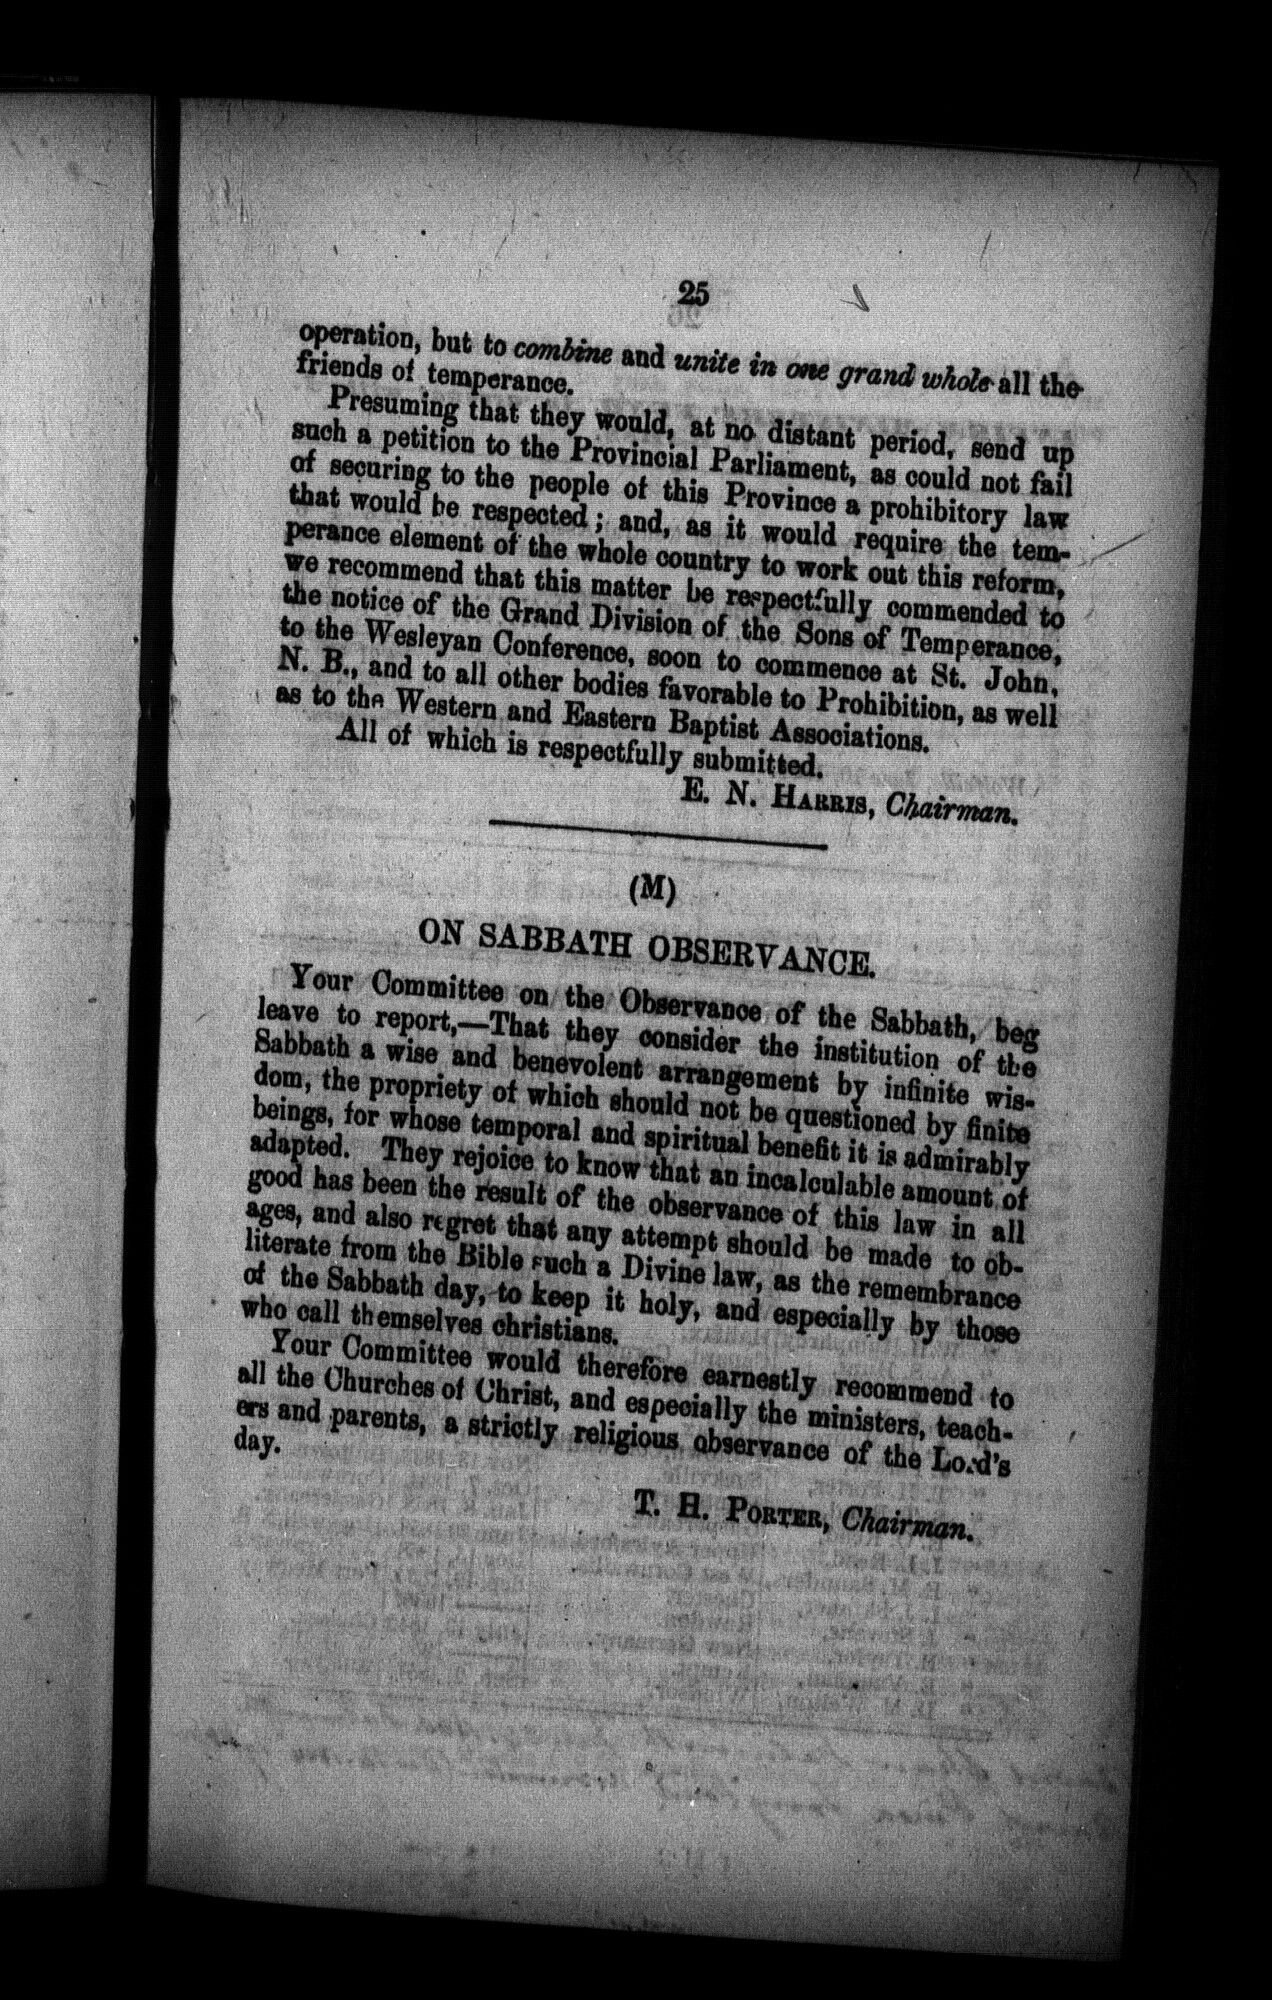 25
operation, but to combine and unite in one grand whole all the
friends of temperance.
Presuming that they would, at no distant period, send up
such a petition to the Provincial Parliament, as could not fail
of securing to the people of this Province a prohibitory law
that would be respected; and, as it would require the tem-
perance element of the whole country to work out this reform,
we recommend that this matter be respectfully commended to
the notice of the Grand Division of the Sons of Temperance,
to the Wesleyan Conference, soon to commence at St. John,
N. B., and to all other bodies favorable to Prohibition, as well
as to the Western and Eastern Baptist Associations.
All of which is respectfully submitted.
E. N. HARRIS, Chairman.
(M)
ON SABBATH OBSERVANCE.
Your Committee on the Observance of the Sabbath, beg
leave to report,—That they consider the institution of the
Sabbath a wise and benevolent arrangement by infinite wis-
dom, the propriety of which should not be questioned by finite
beings, for whose temporal and spiritual benefit it is admirably
adapted. They rejoice to know that an incalculable amount of
good has been the result of the observance of this law in all
ages, and also regret that any attempt should be made to ob-
literate from the Bible such a Divine law, as the remembrance
of the Sabbath day, to keep it holy, and especially by those
who call themselves christians.
Your Committee would therefore earnestly recommend to
all the Churches of Christ, and especially the ministers, teach-
ers and parents, a strictly religious observance of the Lord's
day.
T. H. PORTER, Chairman.